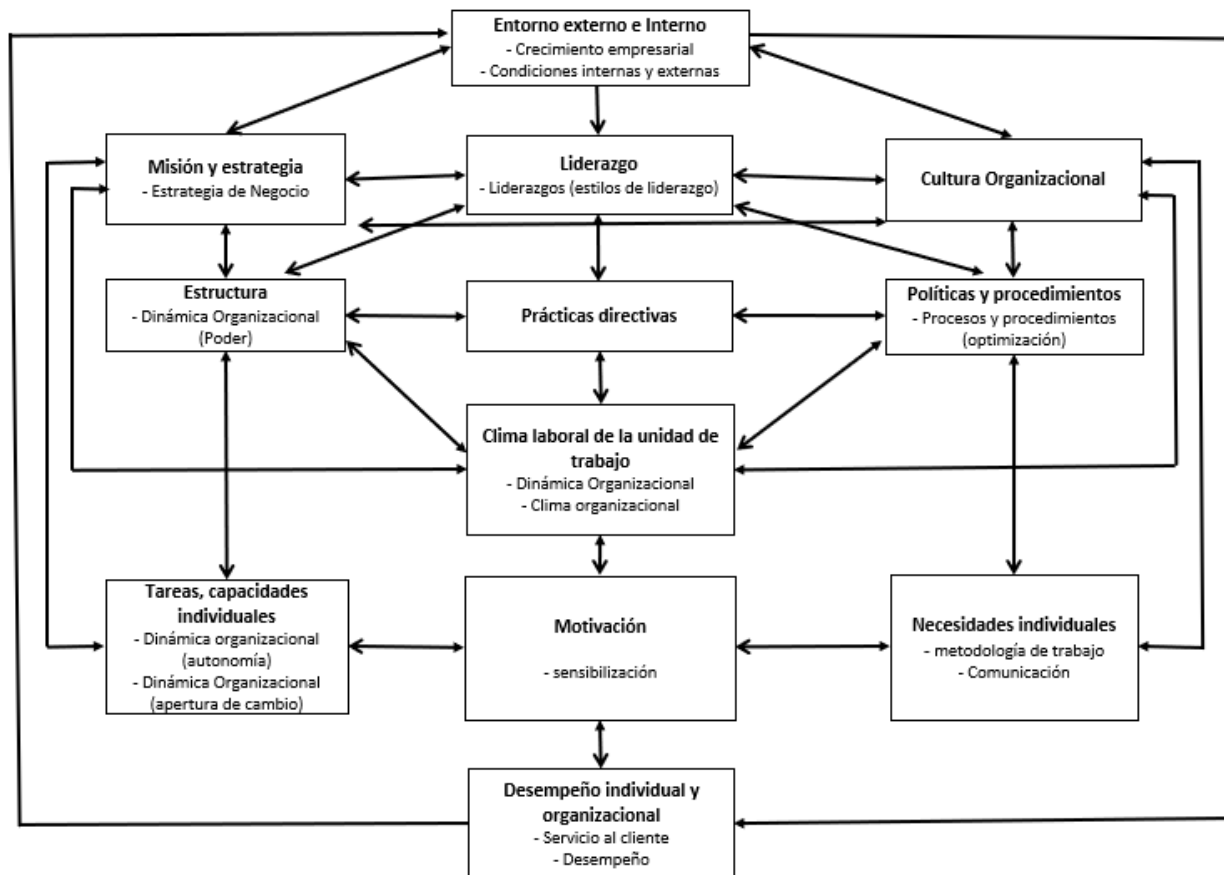 Entorno externo e Interno
- Crecimiento empresarial
- Condiciones internas y externas
Misión y estrategia
- Estrategia de Negocio
Liderazgo
- Liderazgos (estilos de liderazgo)
Cultura Organizacional
Estructura
- Dinámica Organizacional
(Poder)
Prácticas directivas
Políticas y procedimientos
- Procesos y procedimientos
(optimización)
Clima laboral de la unidad de
trabajo
- Dinámica Organizacional
- Clima organizacional
Tareas, capacidades
individuales
- Dinámica organizacional
(autonomía)
- Dinámica Organizacional
(apertura de cambio)
Motivación
- sensibilización
Necesidades individuales
- metodología de trabajo
- Comunicación
Desempeño individual y
organizacional
- Servicio al cliente
- Desempeño